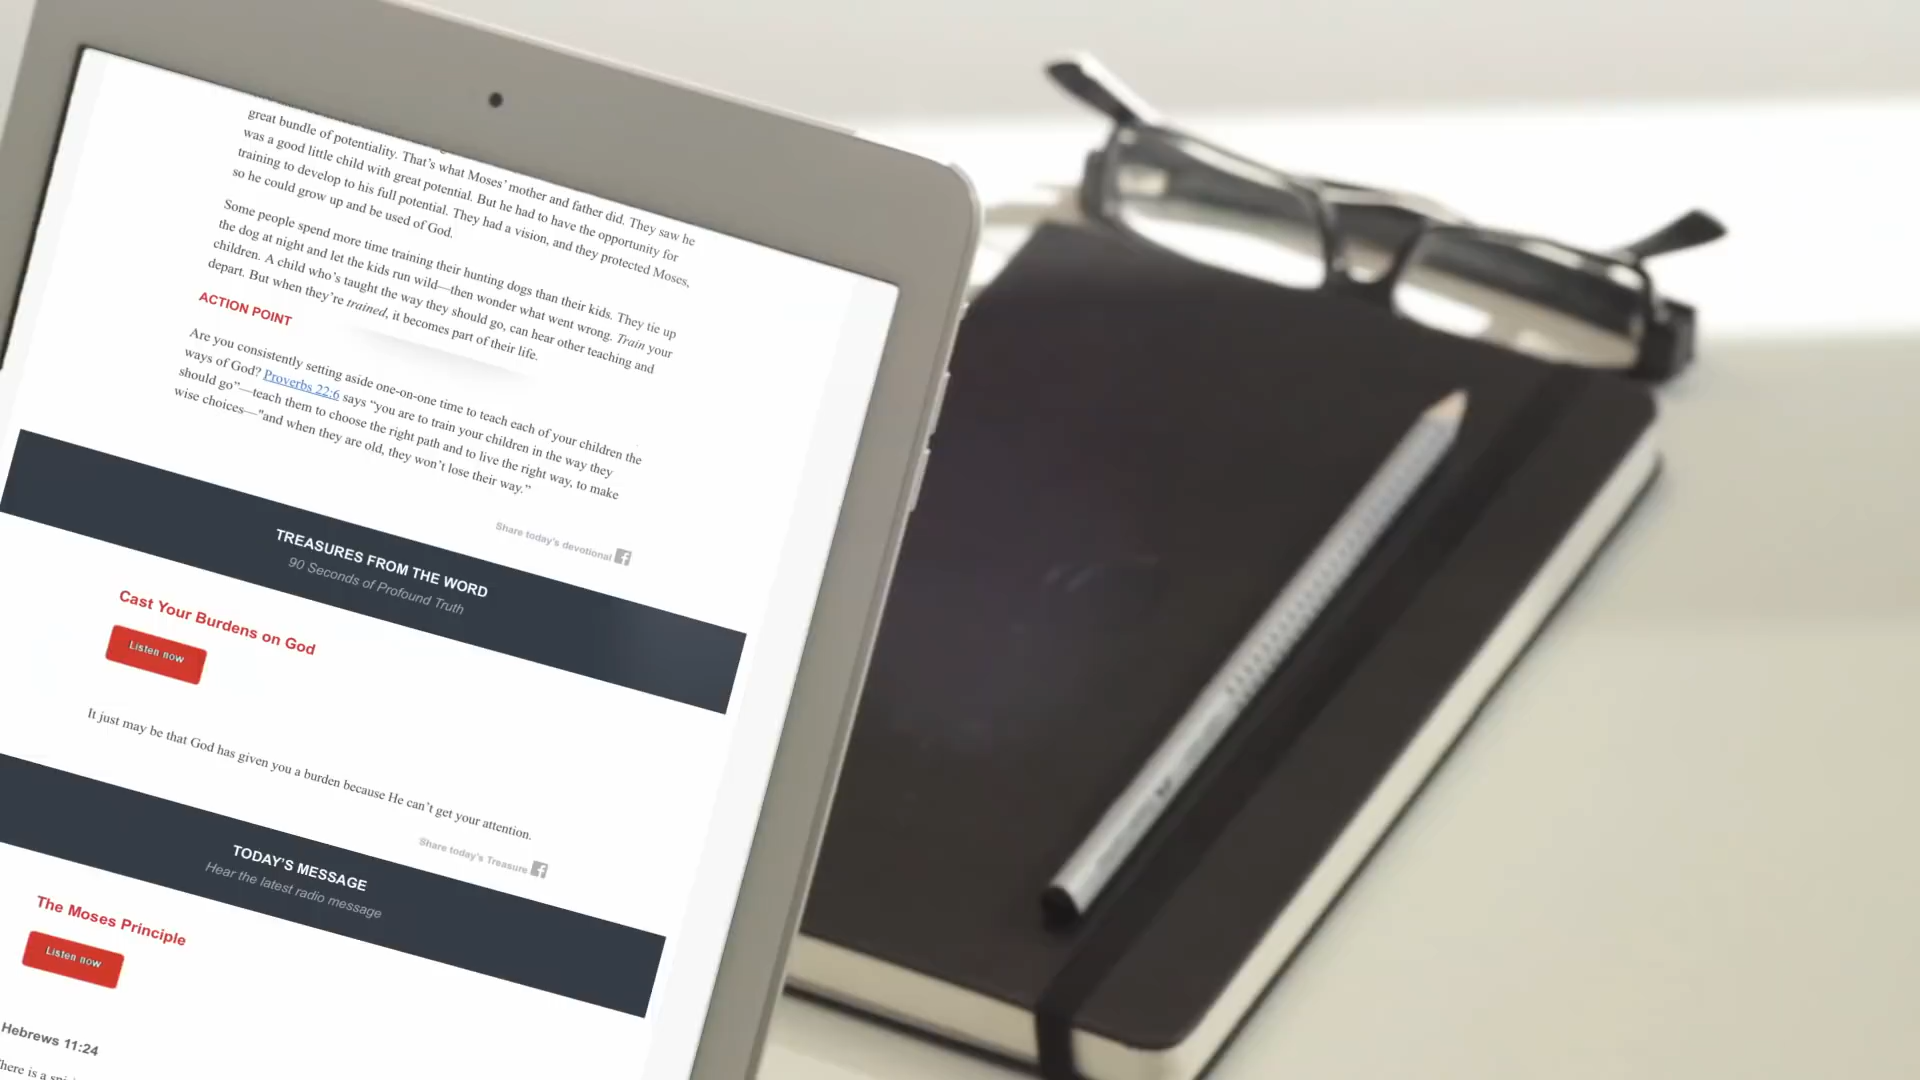 great bundle of potentiality. That's what Moses' mother and father did. They saw he
was a good little child with great potential. But he had to have the opportunity for
training to develop to his full potential. They had a vision, and they protected Moses,
so he could grow up and be used of God.
Some people spend more time training their hunting dogs than their kids. They tie up
the dog at night and let the kids run wild—then wonder what went wrong. Train your
children. A child who's taught the way they should go, can hear other teaching and
depart. But when they're trained, it becomes part of their life.
ACTION POINT
Are you consistently setting aside one-on-one time to teach each of your children the
ways of God? Proverbs 22:6 says “you are to train your children in the way they
should go”—teach them to choose the right path and to live the right way, to make
wise choices—"and when they are old, they won't lose their way.”
Share today's devotional
TREASURES FROM THE WORD
90 Seconds of Profound Truth
Cast Your Burdens on God
Listen now
It just may be that God has given you a burden because He can't get your attention.
Share today's Treasure
TODAY'S MESSAGE
Hear the latest radio message
The Moses Principle
Listen now
Hebrews 11:24
here is a